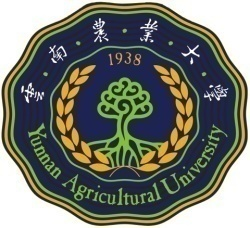 雲南農業大學
1938
Yunnan Agricultural University